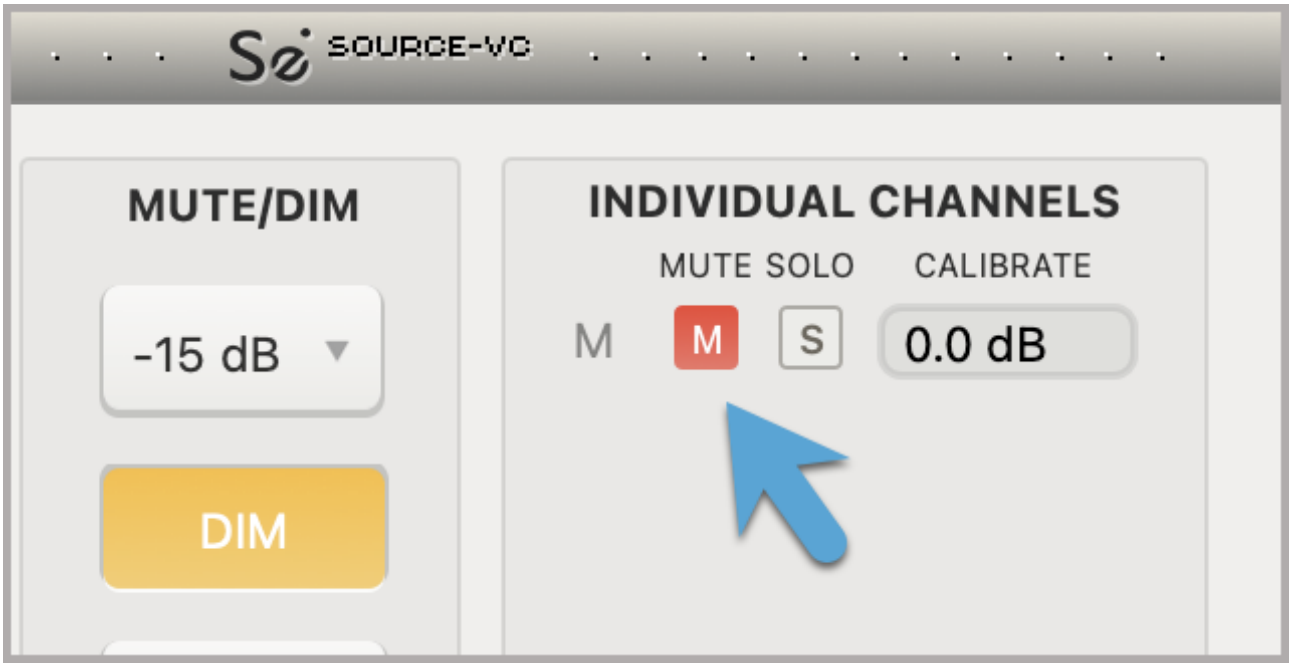 Se SOURCE-VC
MUTE/DIM
-15 dB
DIM
INDIVIDUAL CHANNELS
MUTE SOLO CALIBRATE
M M S 0.0 dB